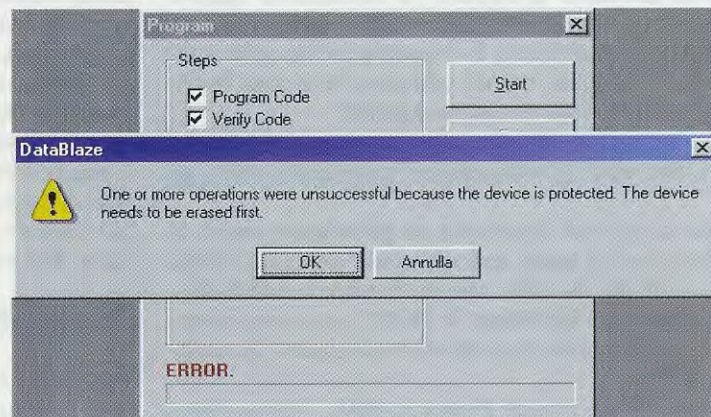 Program
Steps
Program Code
Verify Code
Start
DataBlaze
One or more operations were unsuccessful because the device is protected. The device
needs to be erased first.
OK
Annulla
ERROR.